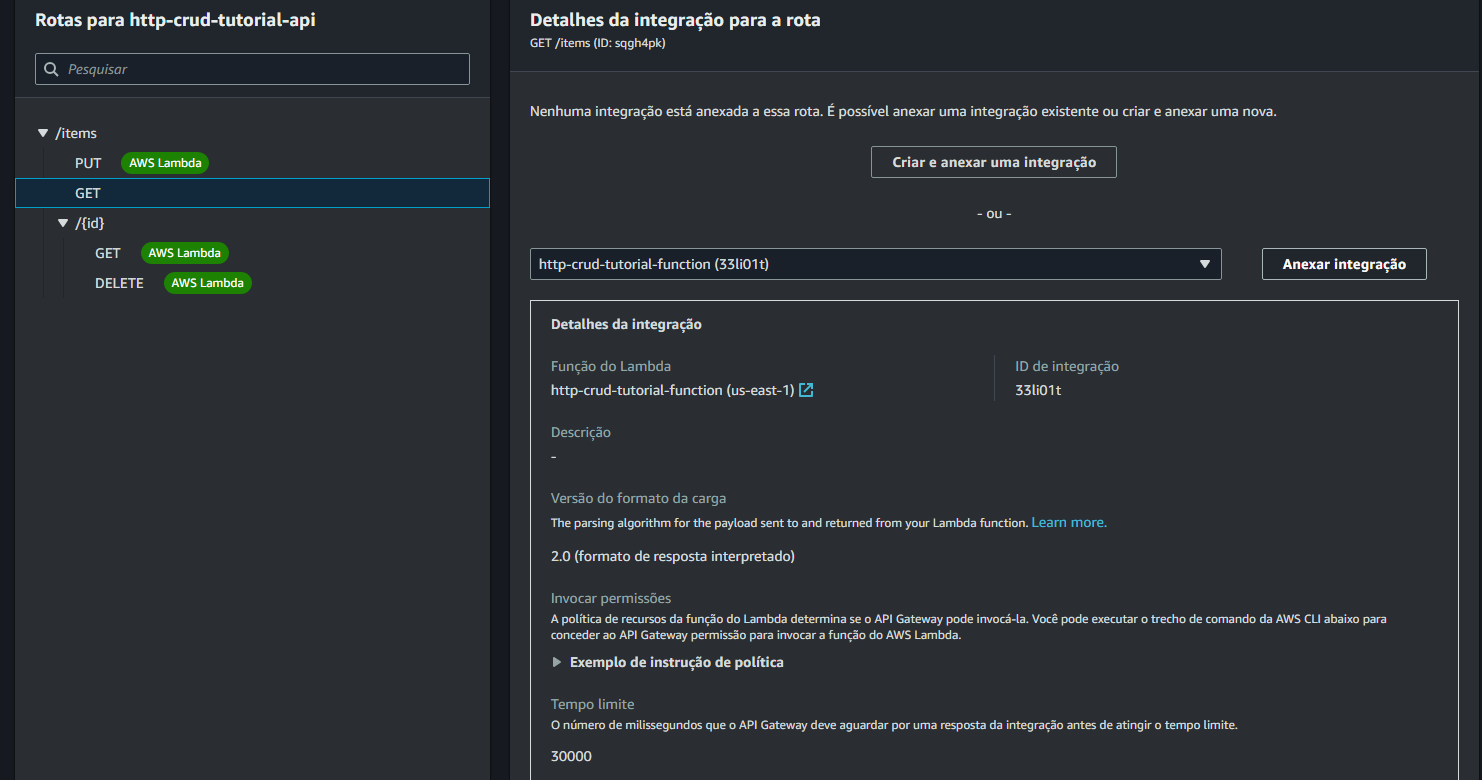 Rotas para http-crud-tutorial-api
Pesquisar
/items
PUT AWS Lambda
GET
/{id}
GET AWS Lambda
DELETE AWS Lambda
Detalhes da integração para a rota
GET /items (ID: sqgh4pk)
Nenhuma integração está anexada a essa rota. É possível anexar uma integração existente ou criar e anexar uma nova.
Criar e anexar uma integração
- ou -
http-crud-tutorial-function (33li01t)
Anexar integração
Detalhes da integração
Função do Lambda
http-crud-tutorial-function (us-east-1)
ID de integração
33li01t
Descrição
-
Versão do formato da carga
The parsing algorithm for the payload sent to and returned from your Lambda function. Learn more.
2.0 (formato de resposta interpretado)
Invocar permissões
A política de recursos da função do Lambda determina se o API Gateway pode invocá-la. Você pode executar o trecho de comando da AWS CLI abaixo para
conceder ao API Gateway permissão para invocar a função do AWS Lambda.
Exemplo de instrução de política
Tempo limite
O número de milissegundos que o API Gateway deve aguardar por uma resposta da integração antes de atingir o tempo limite.
30000